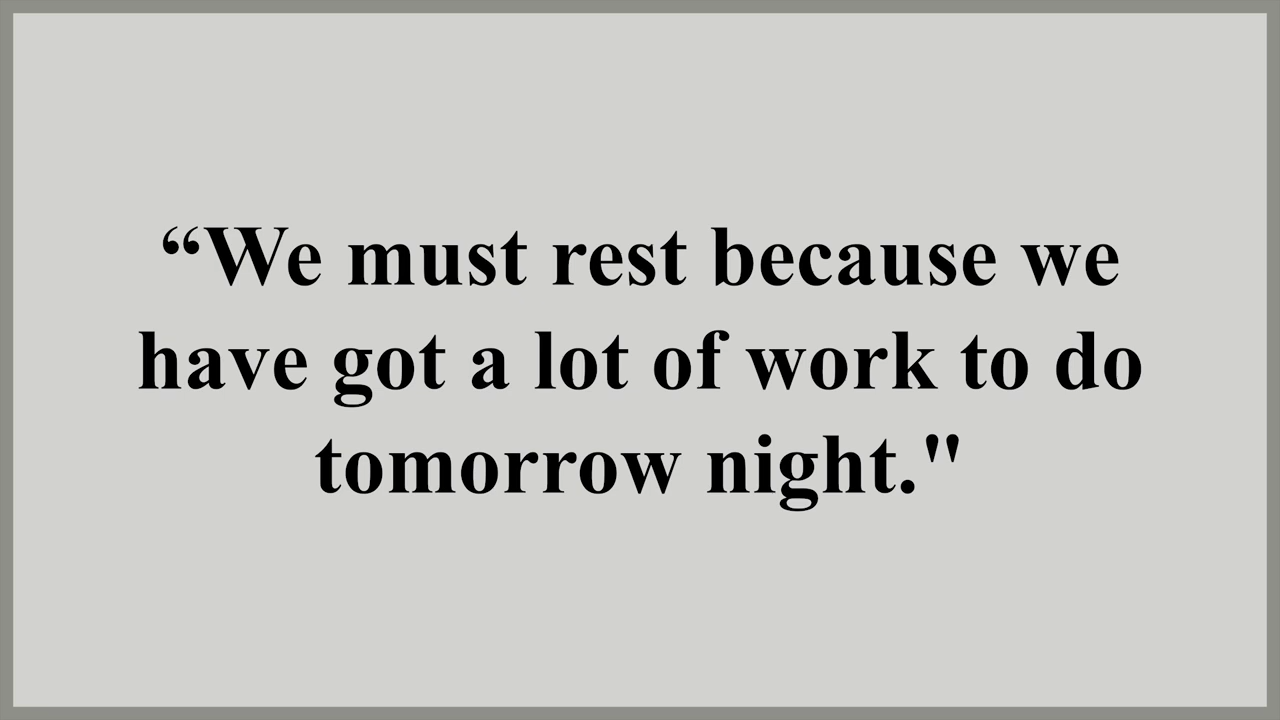 “We must rest because we
have got a lot of work to do
tomorrow night."